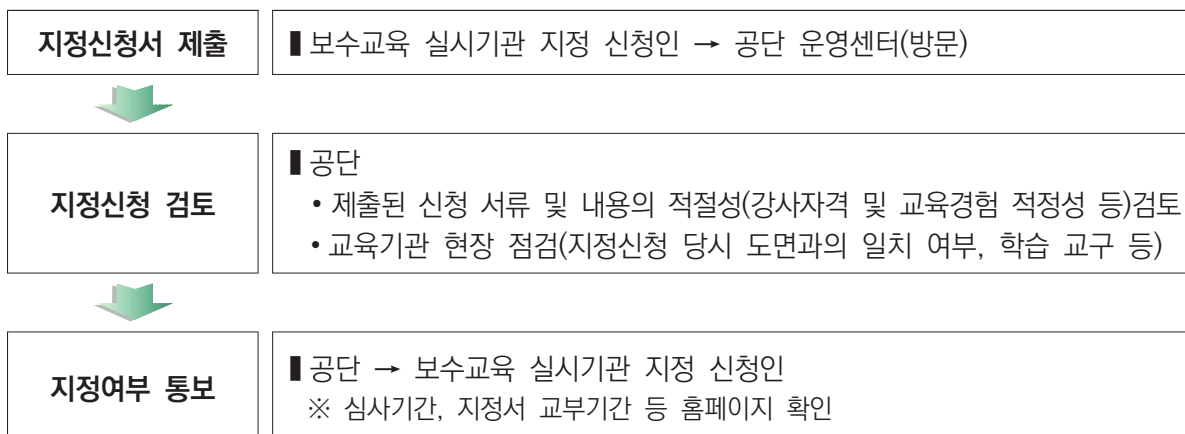 지정신청서 제출
▌보수교육 실시기관 지정 신청인 → 공단 운영센터(방문)
지정신청 검토
▌공단
• 제출된 신청 서류 및 내용의 적절성(강사자격 및 교육경험 적정성 등)검토
• 교육기관 현장 점검(지정신청 당시 도면과의 일치 여부, 학습 교구 등)
지정여부 통보
▌공단 → 보수교육 실시기관 지정 신청인
※ 심사기간, 지정서 교부기간 등 홈페이지 확인